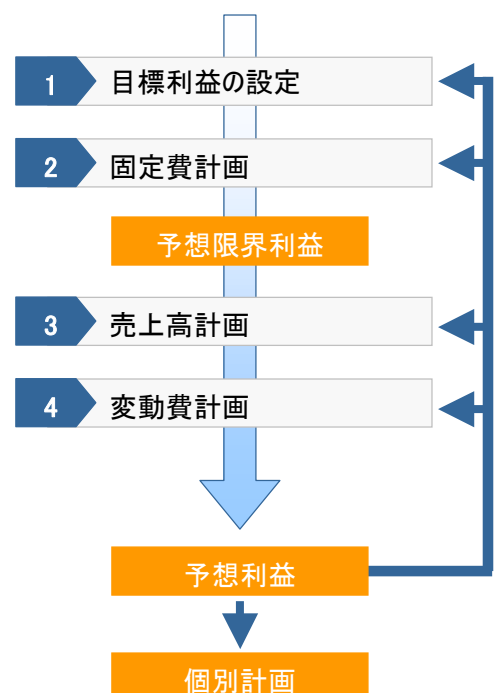 1 目標利益の設定
2 固定費計画
予想限界利益
3 売上高計画
4 変動費計画
予想利益
個別計画